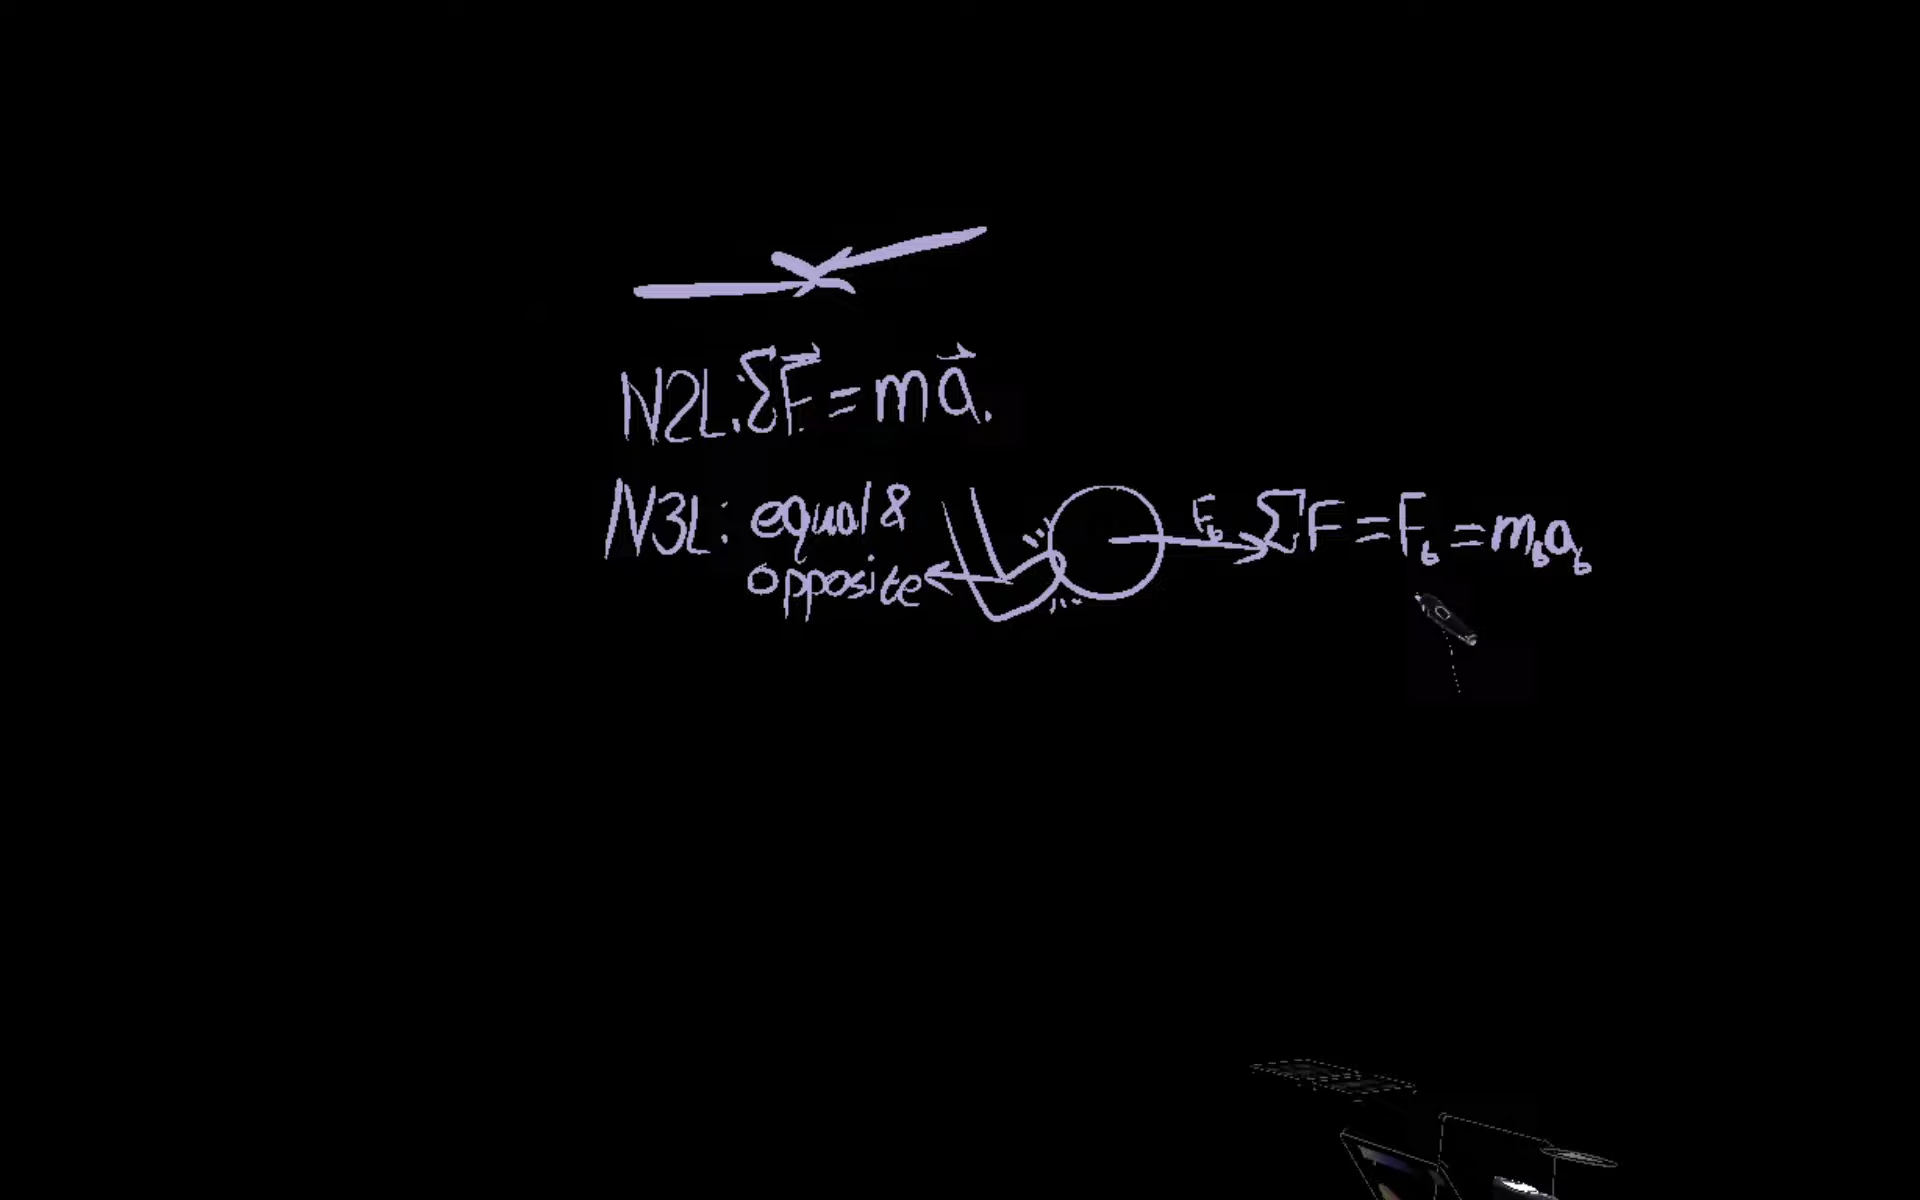 N2L: ΣF⃗ = ma⃗.
N3L: equal &
opposite
F_b ΣF = F_b = m_b a_b